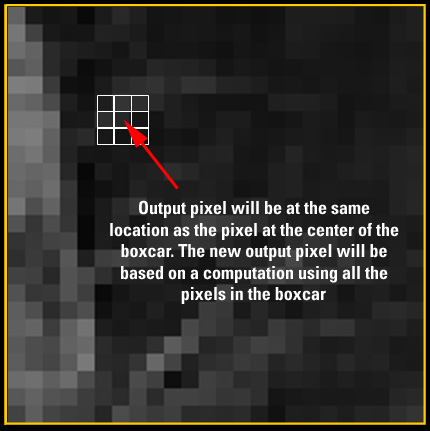 Output pixel will be at the same
location as the pixel at the center of the
boxcar. The new output pixel will be
based on a computation using all the
pixels in the boxcar